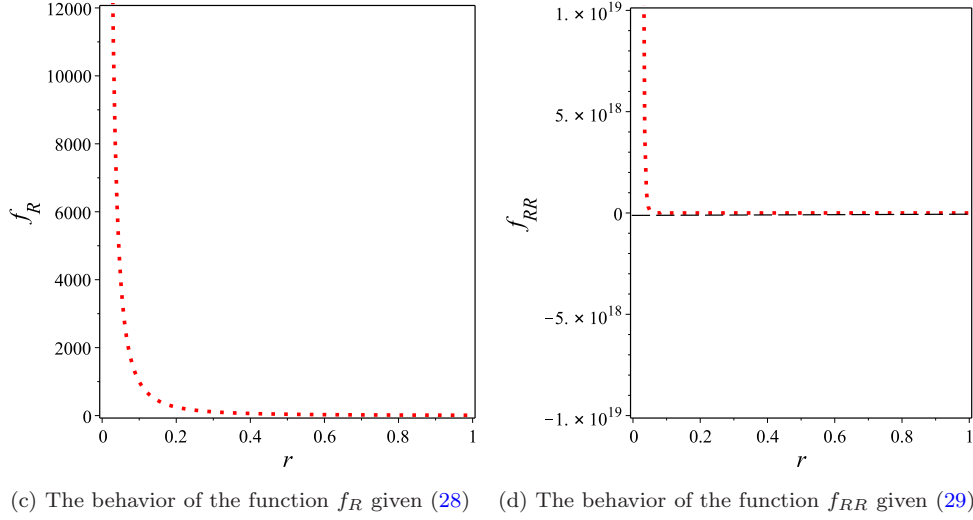 12000
10000
8000
6000
4000
2000
0
f_R
0 0.2 0.4 0.6 0.8 1
r
1. × 10^19
5. × 10^18
0
−5. × 10^18
−1. × 10^19
f_RR
0 0.2 0.4 0.6 0.8 1
r
(c) The behavior of the function f_R given (28)
(d) The behavior of the function f_RR given (29)